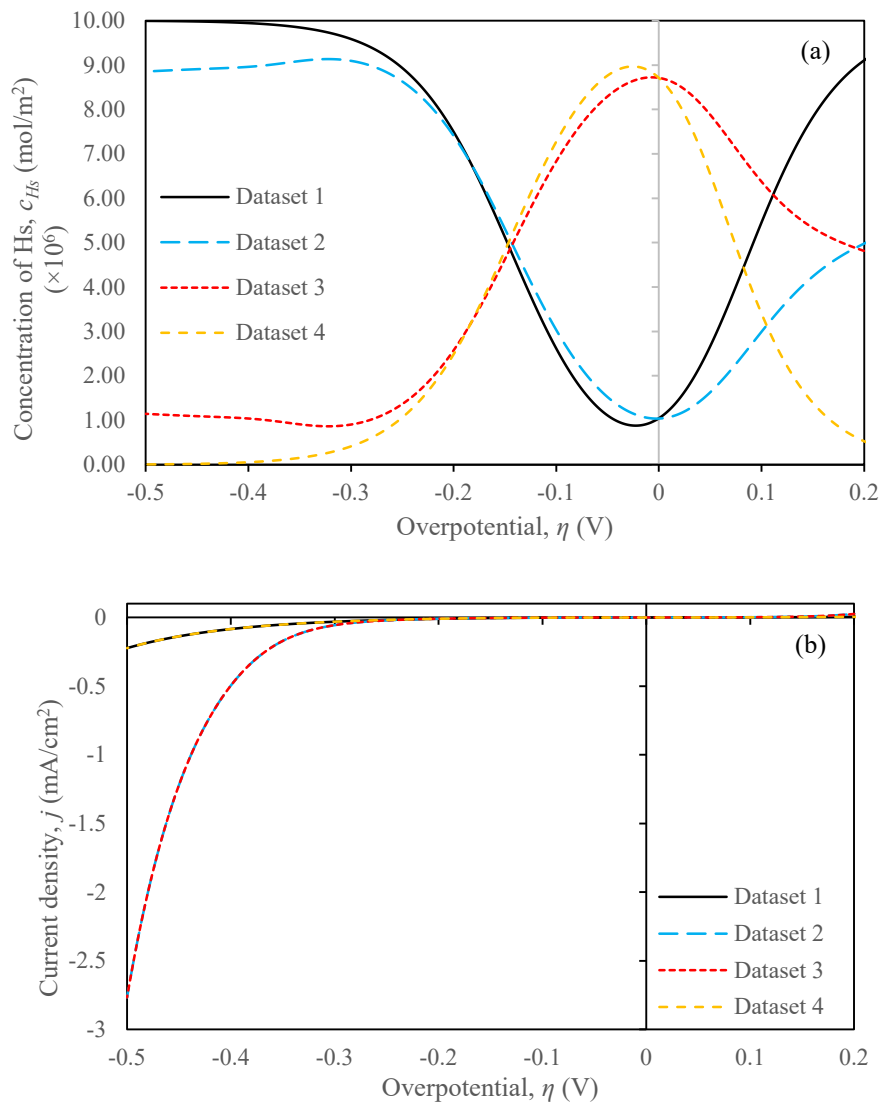 (a)
Concentration of Hs, cHs (mol/m2)
(×10⁶)
10.00
9.00
8.00
7.00
6.00
5.00
4.00
3.00
2.00
1.00
0.00
Dataset 1
Dataset 2
Dataset 3
Dataset 4
-0.5 -0.4 -0.3 -0.2 -0.1 0 0.1 0.2
Overpotential, η (V)
(b)
Current density, j (mA/cm2)
0
-0.5
-1
-1.5
-2
-2.5
-3
Dataset 1
Dataset 2
Dataset 3
Dataset 4
-0.5 -0.4 -0.3 -0.2 -0.1 0 0.1 0.2
Overpotential, η (V)